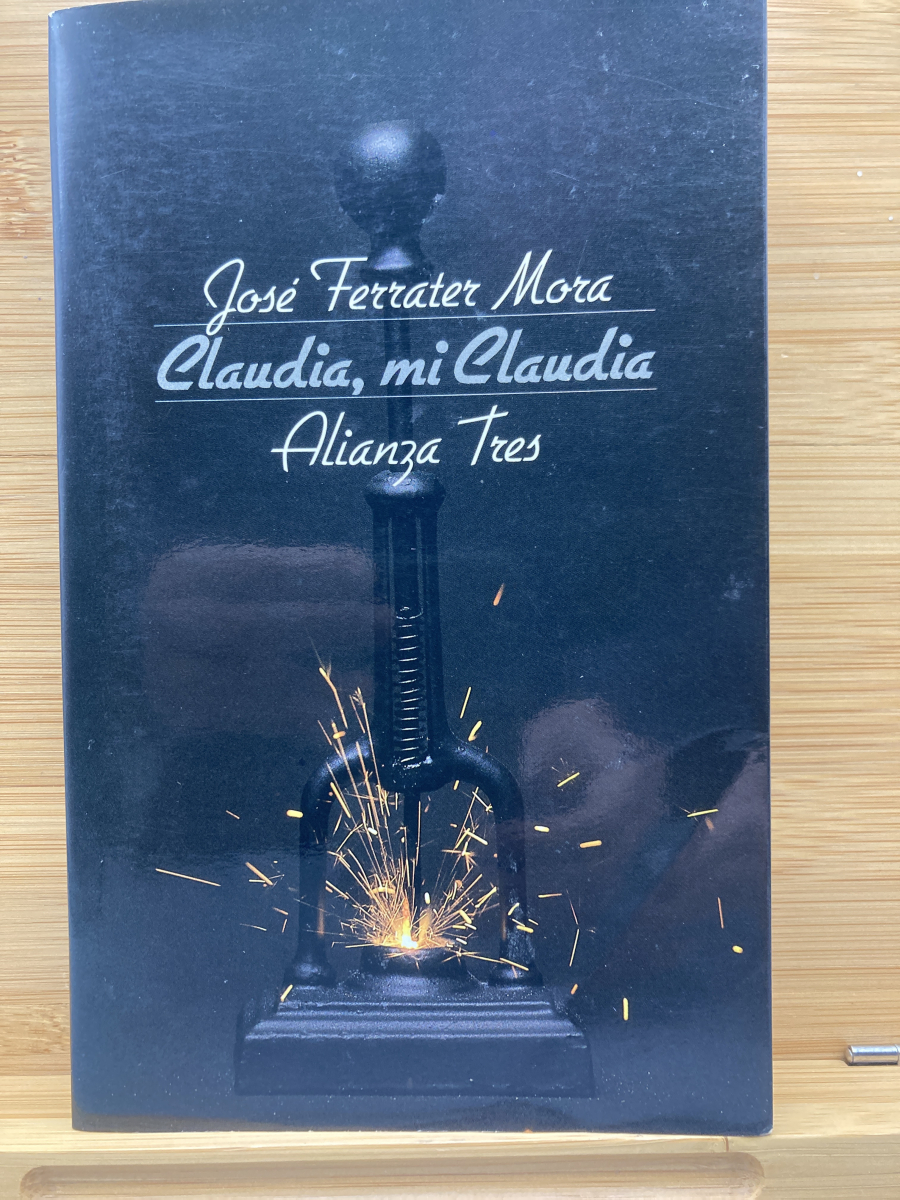 José Ferrater Mora
Claudia, mi Claudia
Alianza Tres